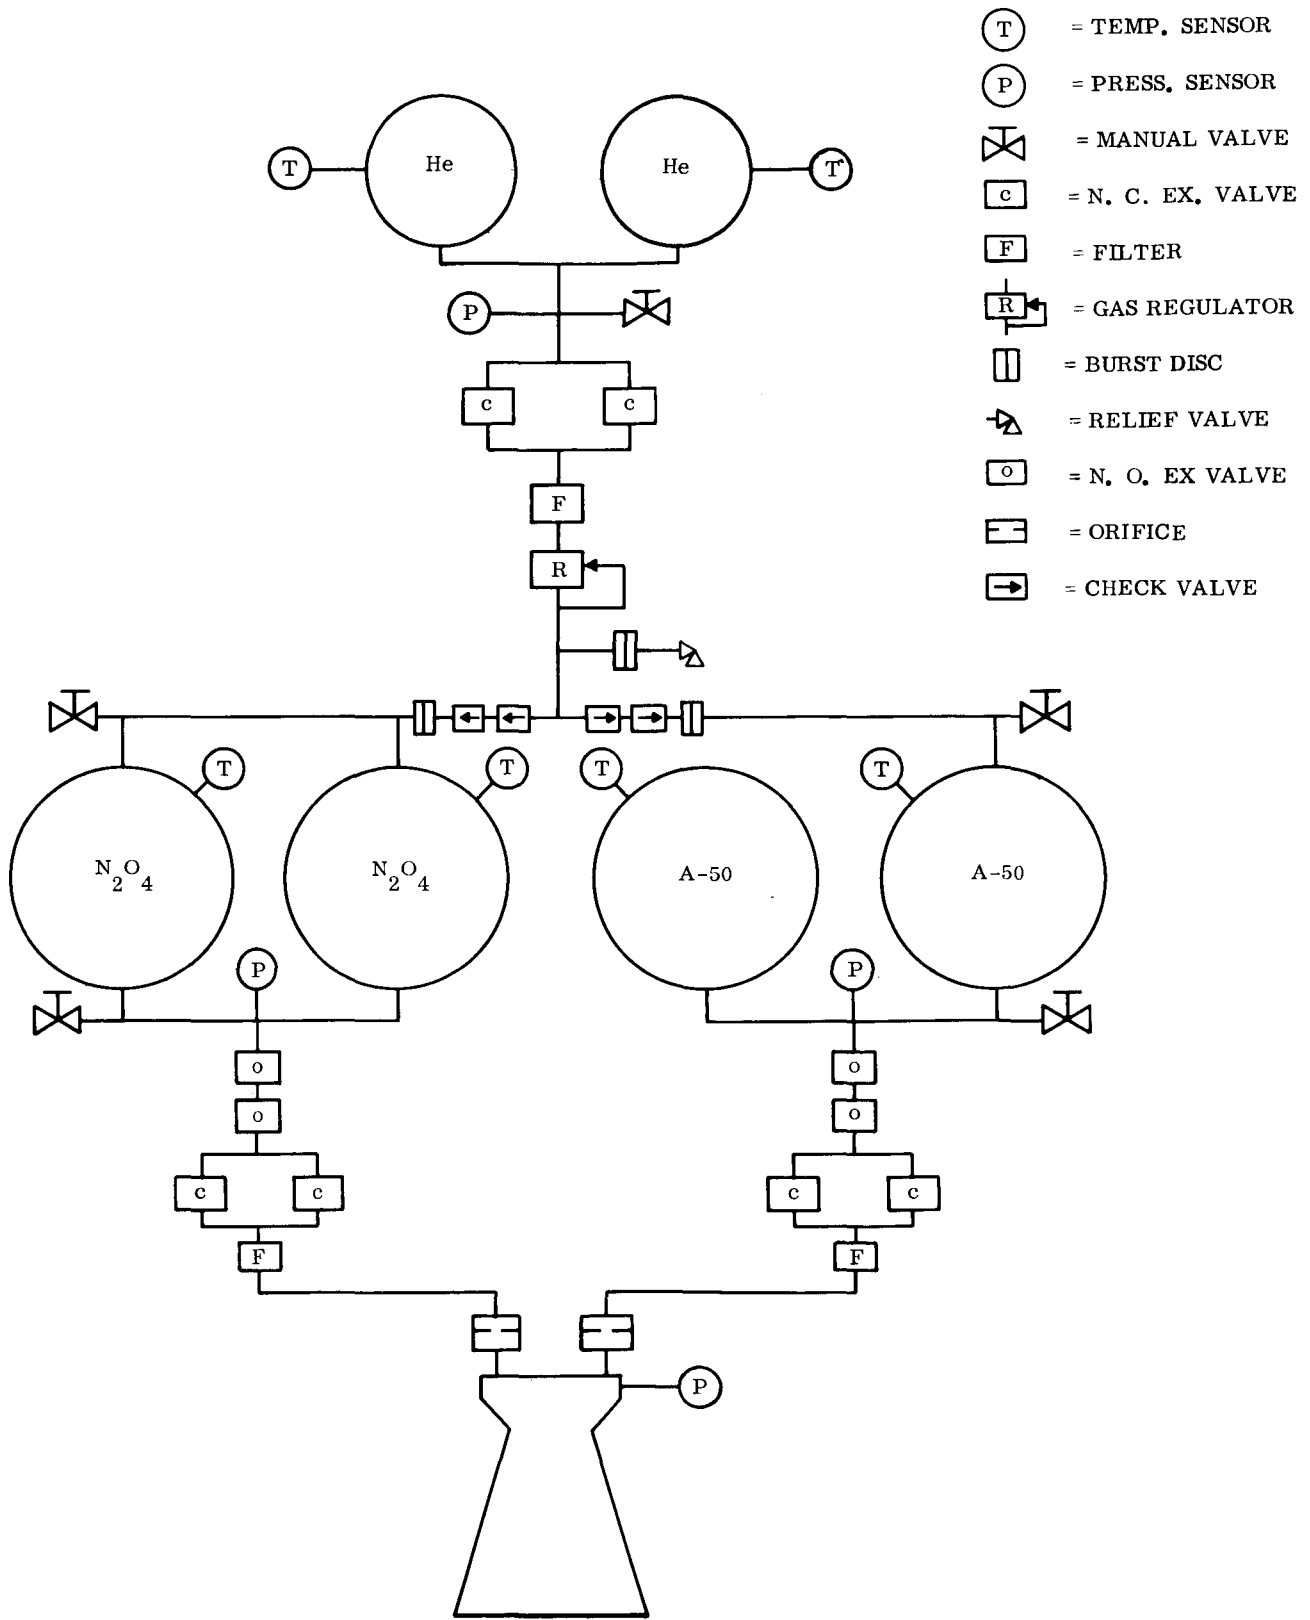 T = TEMP. SENSOR
P = PRESS. SENSOR
= MANUAL VALVE
c = N. C. EX. VALVE
F = FILTER
R = GAS REGULATOR
= BURST DISC
= RELIEF VALVE
o = N. O. EX VALVE
= ORIFICE
= CHECK VALVE
T He He T
P
c c
F
R
T T T T
N2O4 N2O4 A-50 A-50
P P
o o
o o
c c c c
F F
P